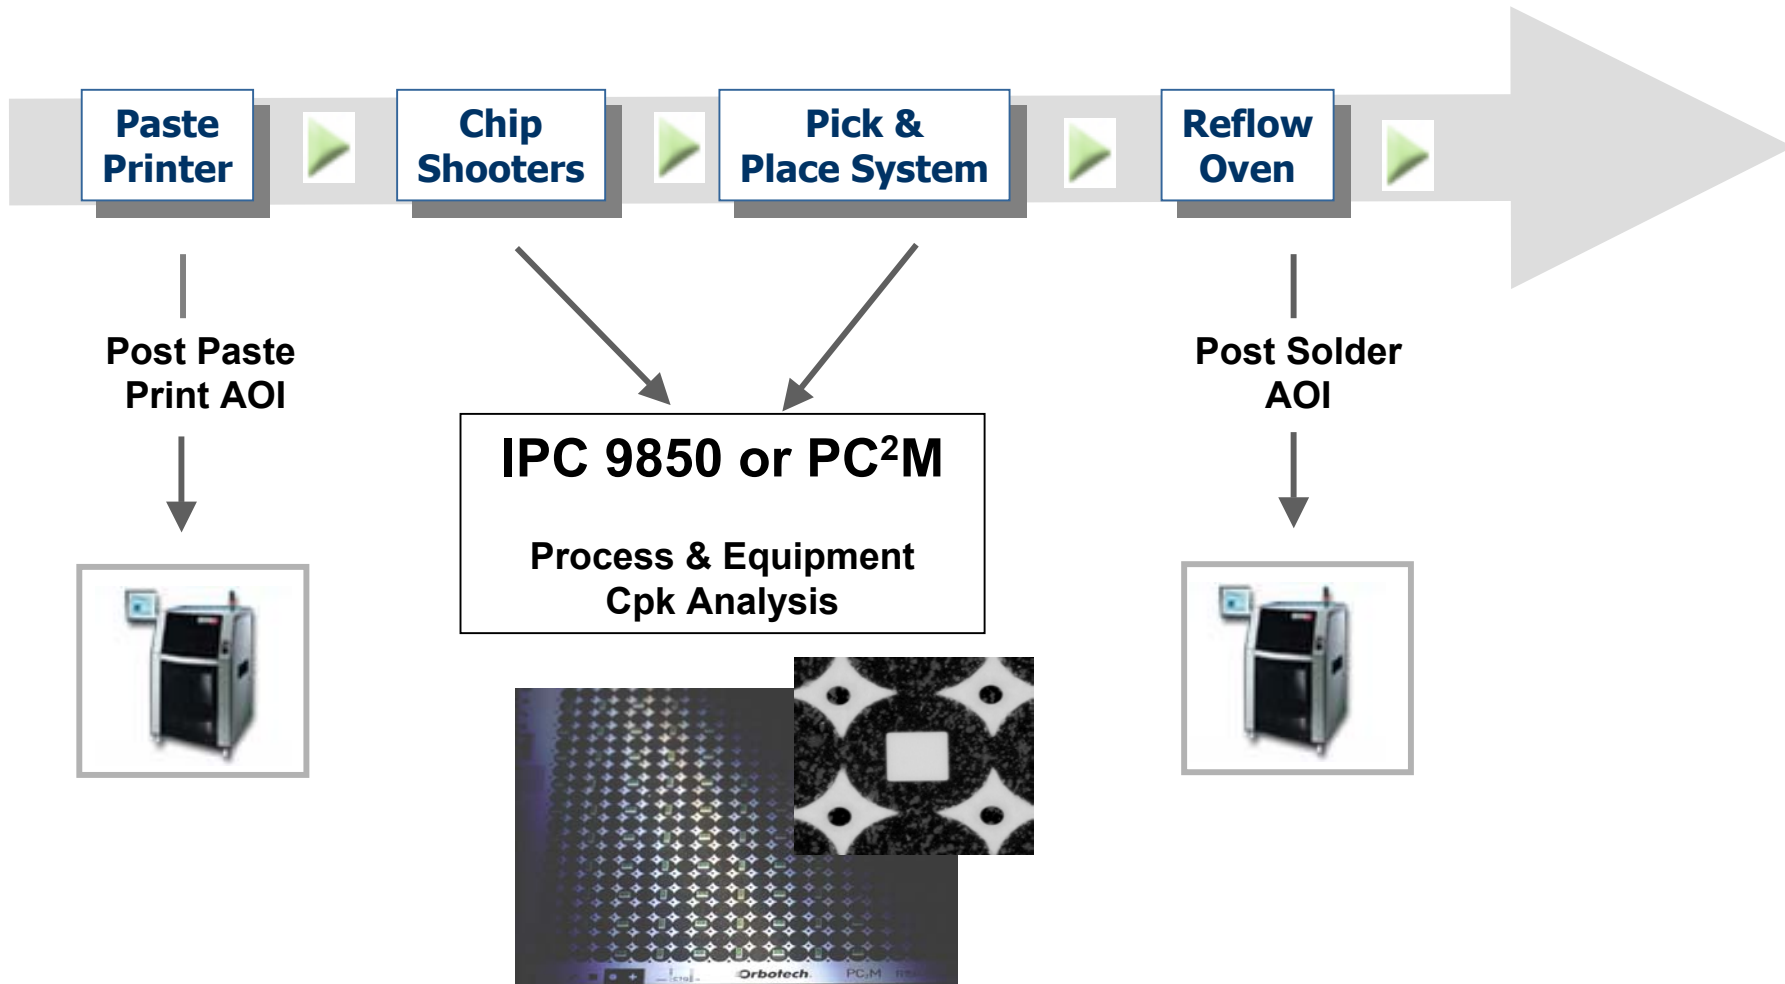 Paste
Printer
Chip
Shooters
Pick &
Place System
Reflow
Oven
Post Paste
Print AOI
Post Solder
AOI
IPC 9850 or PC²M
Process & Equipment
Cpk Analysis
Orbotech PC²M